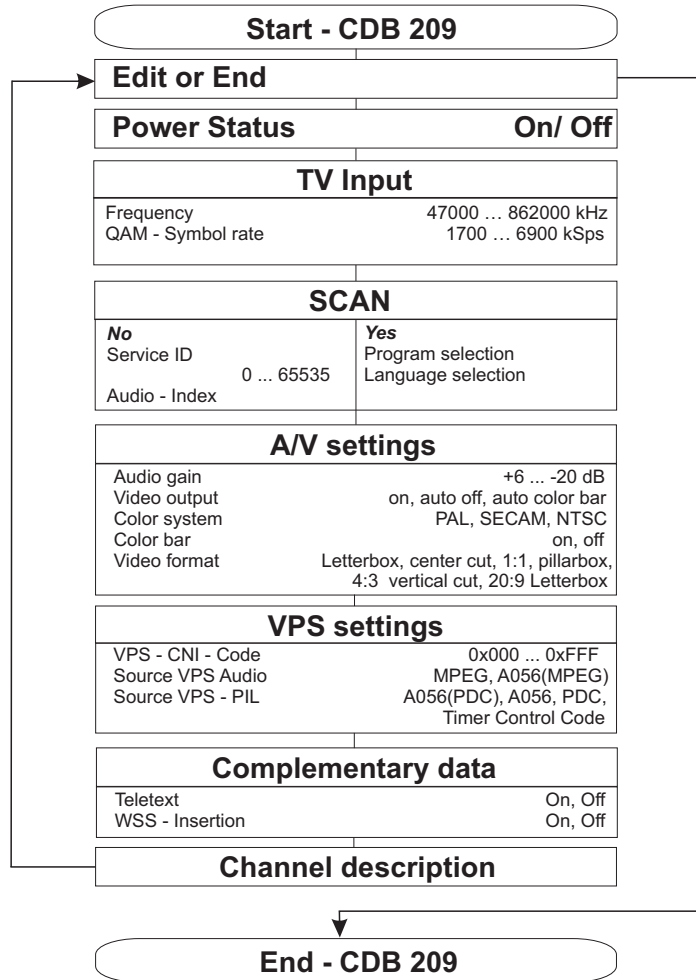 Start - CDB 209
Edit or End
Power Status On/ Off
TV Input
Frequency 47000 … 862000 kHz
QAM - Symbol rate 1700 … 6900 kSps
SCAN
No
Service ID
0 ... 65535
Audio - Index
Yes
Program selection
Language selection
A/V settings
Audio gain +6 ... -20 dB
Video output on, auto off, auto color bar
Color system PAL, SECAM, NTSC
Color bar on, off
Video format Letterbox, center cut, 1:1, pillarbox,
4:3 vertical cut, 20:9 Letterbox
VPS settings
VPS - CNI - Code 0x000 ... 0xFFF
Source VPS Audio MPEG, A056(MPEG)
Source VPS - PIL A056(PDC), A056, PDC,
Timer Control Code
Complementary data
Teletext On, Off
WSS - Insertion On, Off
Channel description
End - CDB 209